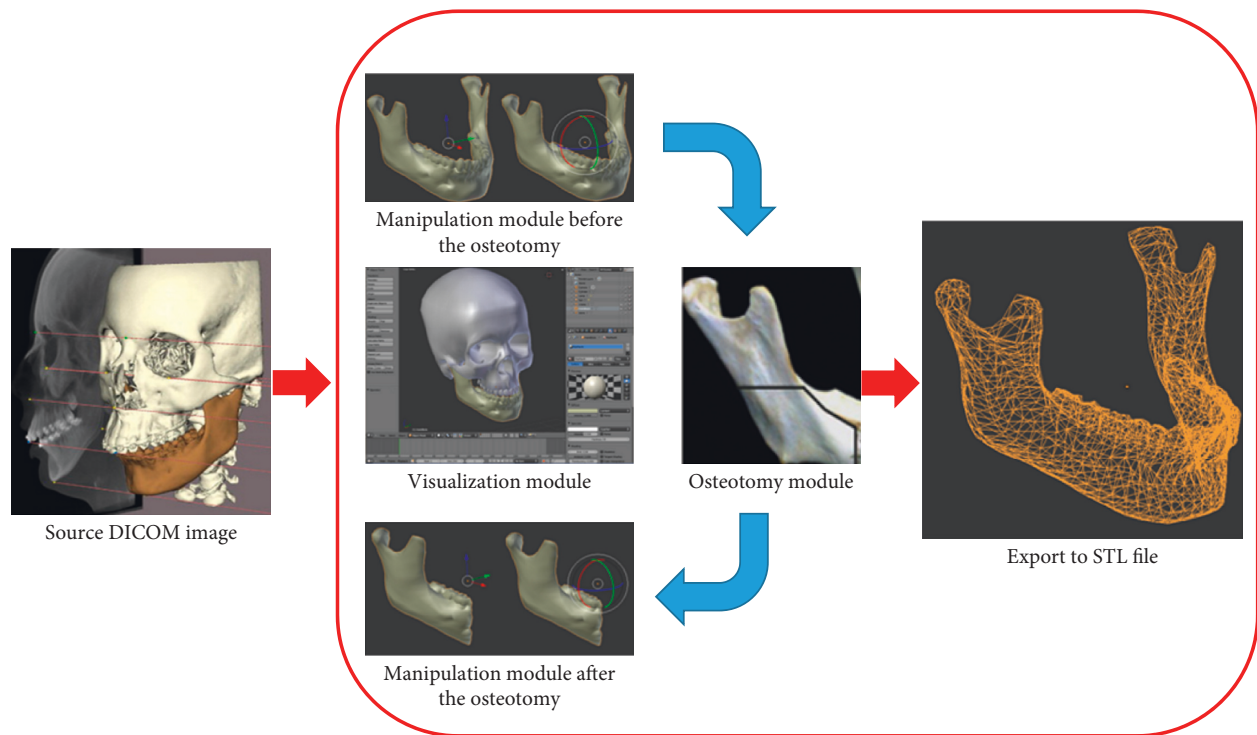 Manipulation module before
the osteotomy
Source DICOM image
Visualization module
Osteotomy module
Export to STL file
Manipulation module after
the osteotomy